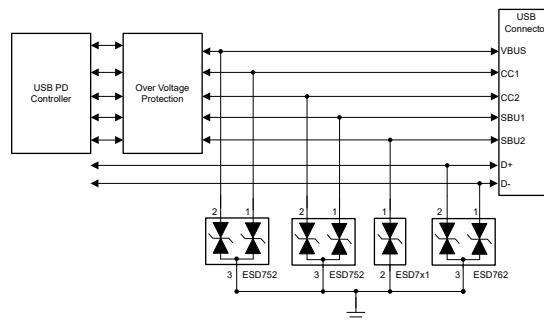 USB
Connecto
USB PD
Controller
Over Voltage
Protection
VBUS
CC1
CC2
SBU1
SBU2
D+
D-
2 1 2 1 1 2 1
3 ESD752
3 ESD752
2 ESD7x1
3 ESD762